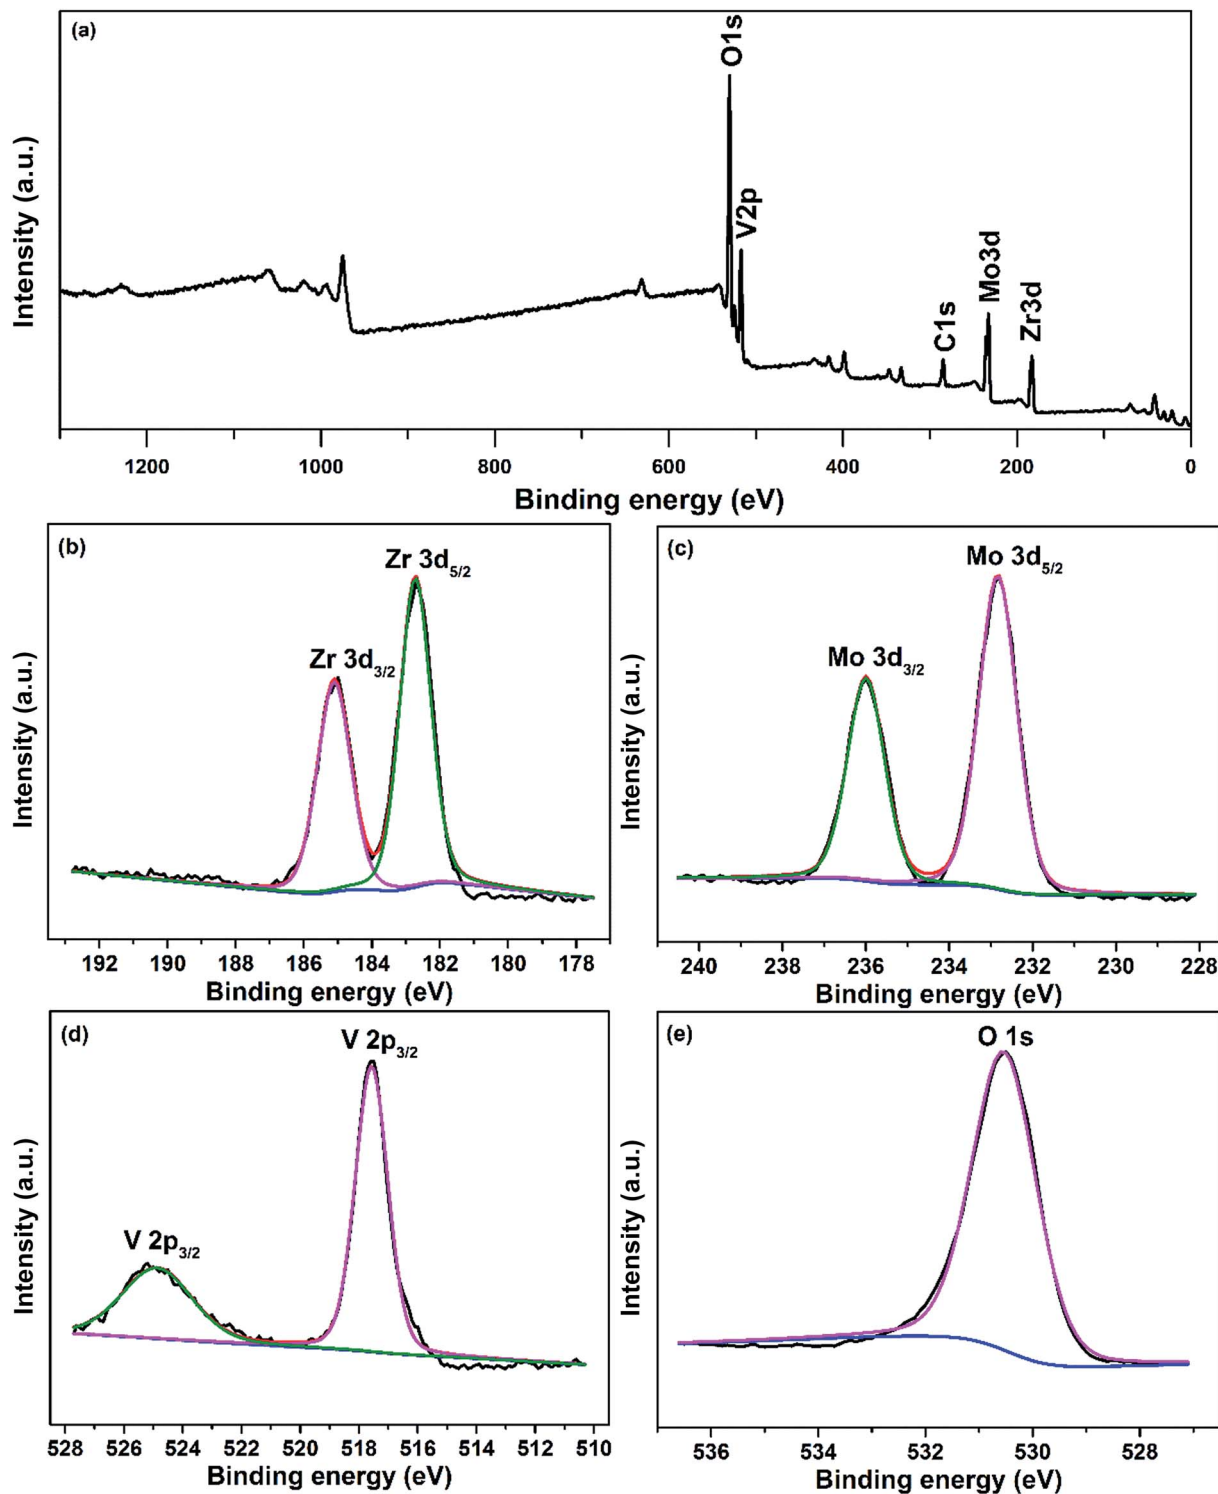 (a)
O1s
V2p
C1s
Mo3d
Zr3d
Intensity (a.u.)
1200 1000 800 600 400 200 0
Binding energy (eV)
(b)
Zr 3d5/2
Zr 3d3/2
Intensity (a.u.)
192 190 188 186 184 182 180 178
Binding energy (eV)
(c)
Mo 3d5/2
Mo 3d3/2
Intensity (a.u.)
240 238 236 234 232 230 228
Binding energy (eV)
(d)
V 2p3/2
V 2p3/2
Intensity (a.u.)
528 526 524 522 520 518 516 514 512 510
Binding energy (eV)
(e)
O 1s
Intensity (a.u.)
536 534 532 530 528
Binding energy (eV)